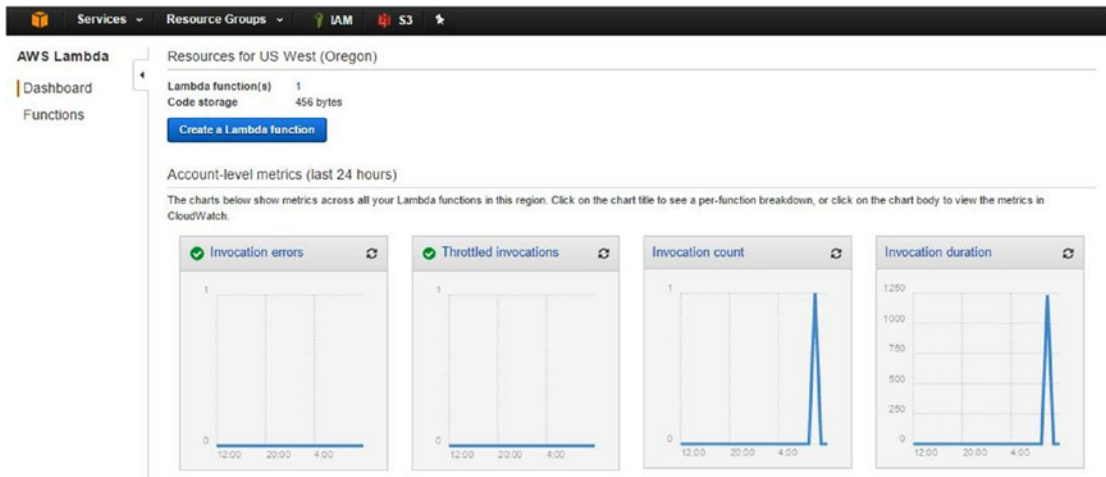 Services Resource Groups IAM S3
AWS Lambda
Dashboard
Functions
Resources for US West (Oregon)
Lambda function(s) 1
Code storage 456 bytes
Create a Lambda function
Account-level metrics (last 24 hours)
The charts below show metrics across all your Lambda functions in this region. Click on the chart title to see a per-function breakdown, or click on the chart body to view the metrics in
CloudWatch.
Invocation errors
1
0
12:00 20:00 4:00
Throttled invocations
1
0
12:00 20:00 4:00
Invocation count
1
0
12:00 20:00 4:00
Invocation duration
1250
1000
750
500
250
0
12:00 20:00 4:00